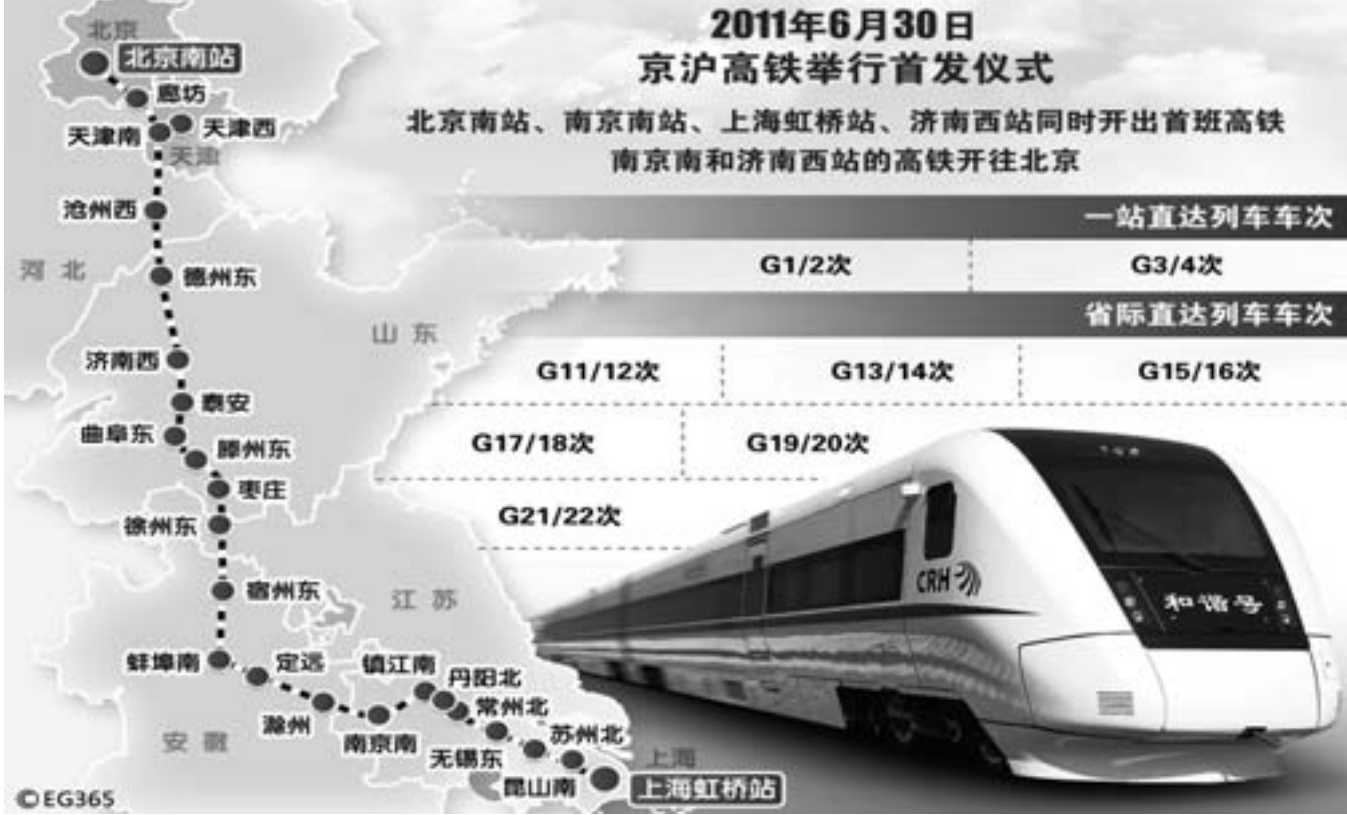 2011年6月30日
京沪高铁举行首发仪式
北京南站、南京南站、上海虹桥站、济南西站同时开出首班高铁
南京南和济南西站的高铁开往北京
一站直达列车车次
G1/2次
G3/4次
省际直达列车车次
G11/12次
G13/14次
G15/16次
G17/18次
G19/20次
G21/22次
北京
北京南站
廊坊
天津南
天津西
天津
沧州西
河北
德州东
山东
济南西
泰安
曲阜东
滕州东
枣庄
徐州东
宿州东
江苏
蚌埠南
定远
滁州
安徽
南京南
镇江南
丹阳北
常州北
无锡东
苏州北
昆山南
上海
上海虹桥站
CRH
和谐号
©EG365